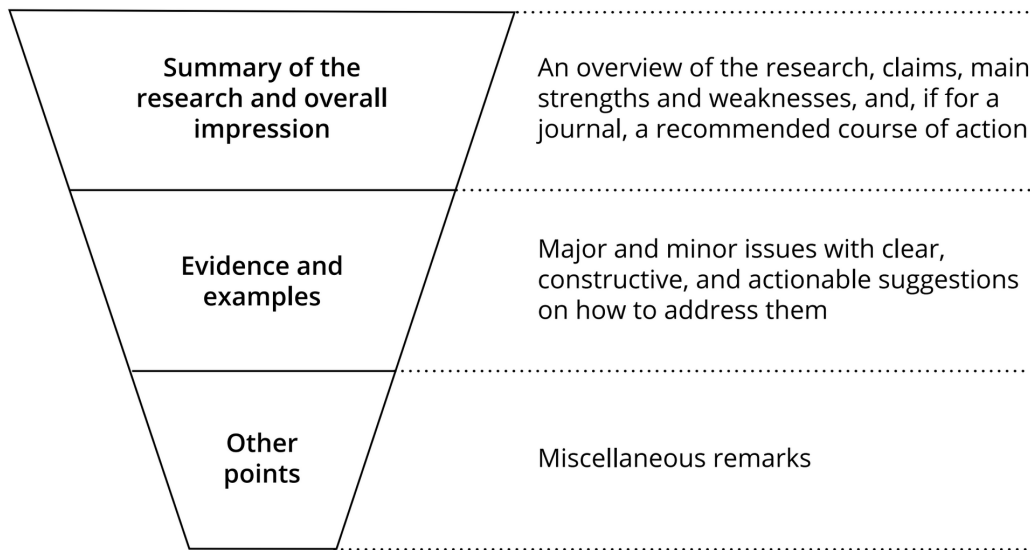 Summary of the
research and overall
impression
An overview of the research, claims, main
strengths and weaknesses, and, if for a
journal, a recommended course of action
Evidence and
examples
Major and minor issues with clear,
constructive, and actionable suggestions
on how to address them
Other
points
Miscellaneous remarks